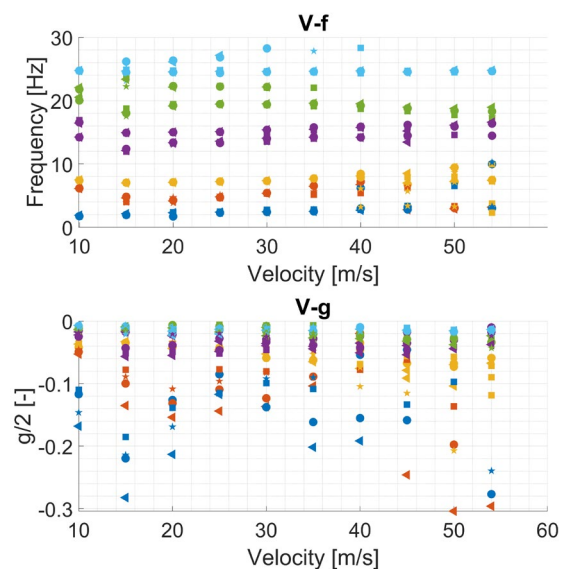 V-f
30
20
10
0
Frequency [Hz]
10 20 30 40 50
Velocity [m/s]
V-g
0
-0.1
-0.2
-0.3
g/2 [-]
10 20 30 40 50 60
Velocity [m/s]